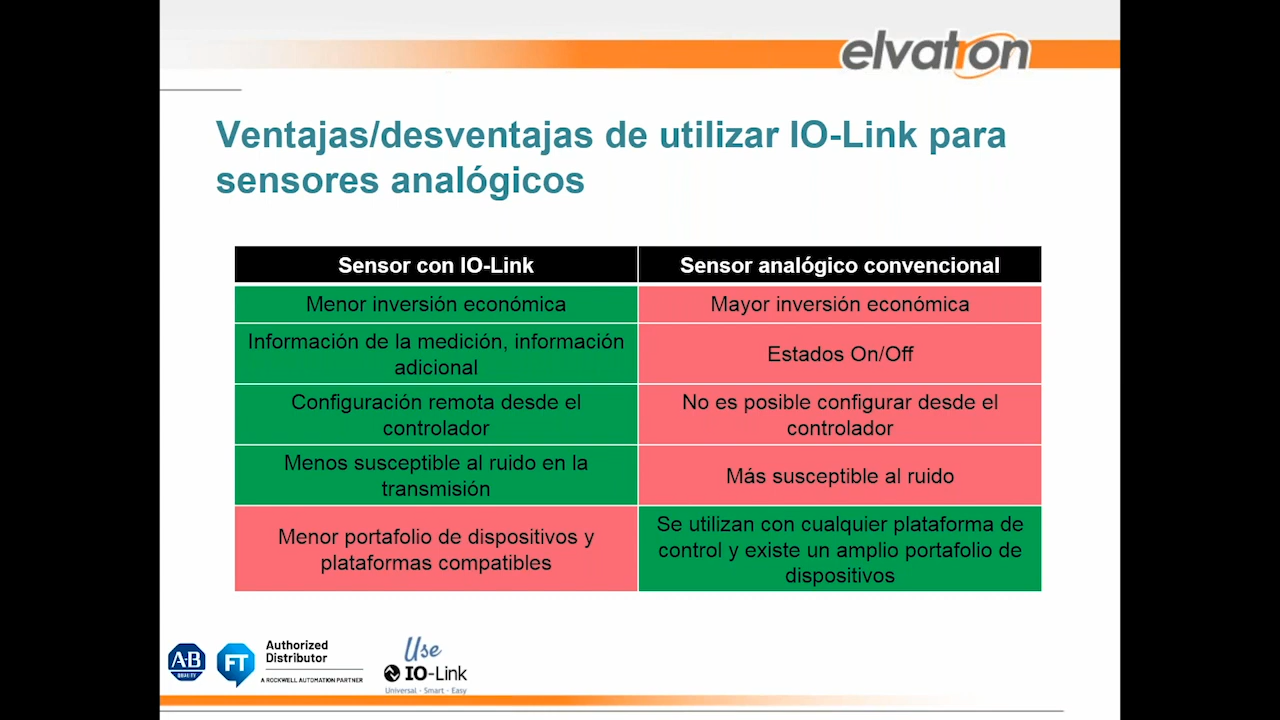 elvatron
Ventajas/desventajas de utilizar IO-Link para
sensores analógicos
Sensor con IO-Link
Sensor analógico convencional
Menor inversión económica
Mayor inversión económica
Información de la medición, información
adicional
Estados On/Off
Configuración remota desde el
controlador
No es posible configurar desde el
controlador
Menos susceptible al ruido en la
transmisión
Más susceptible al ruido
Menor portafolio de dispositivos y
plataformas compatibles
Se utilizan con cualquier plataforma de
control y existe un amplio portafolio de
dispositivos
A-B
QUALITY
FT
Authorized
Distributor
A ROCKWELL AUTOMATION PARTNER
Use
IO-Link
Universal - Smart - Easy